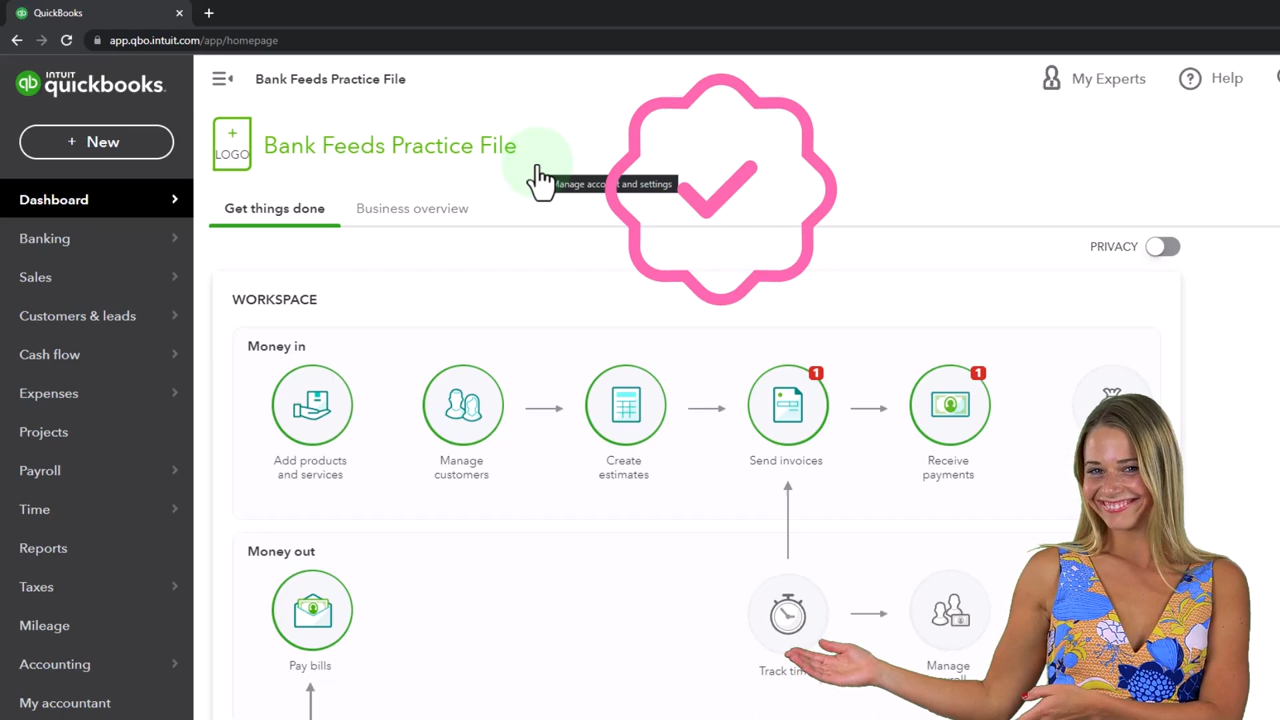 QuickBooks
app.qbo.intuit.com/app/homepage
INTUIT
quickbooks.
Bank Feeds Practice File
My Experts
Help
+ New
+
LOGO
Bank Feeds Practice File
Manage account and settings
Dashboard
Get things done
Business overview
Banking
PRIVACY
Sales
WORKSPACE
Customers & leads
Money in
Cash flow
1
1
Expenses
Projects
Add products
and services
Manage
customers
Create
estimates
Send invoices
Receive
payments
Payroll
Time
Reports
Money out
Taxes
Mileage
Accounting
Pay bills
Track
Manage
My accountant